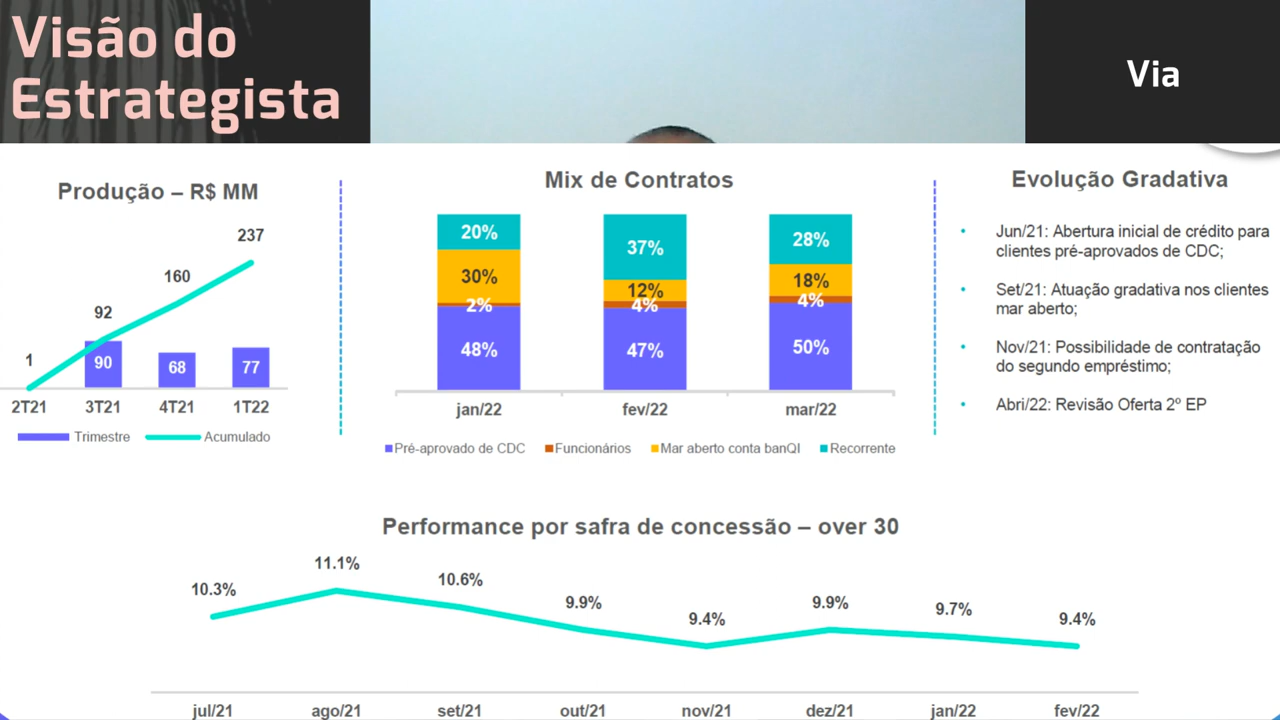 Visão do
Estrategista
Via
Produção – R$ MM
237
160
92
1
90
68
77
2T21 3T21 4T21 1T22
Trimestre Acumulado
Mix de Contratos
20% 37% 28%
30% 12% 18%
2% 4% 4%
48% 47% 50%
jan/22 fev/22 mar/22
Pré-aprovado de CDC Funcionários Mar aberto conta banQI Recorrente
Evolução Gradativa
• Jun/21: Abertura inicial de crédito para
clientes pré-aprovados de CDC;
• Set/21: Atuação gradativa nos clientes
mar aberto;
• Nov/21: Possibilidade de contratação
do segundo empréstimo;
• Abri/22: Revisão Oferta 2º EP
Performance por safra de concessão – over 30
10.3% 11.1% 10.6% 9.9% 9.4% 9.9% 9.7% 9.4%
jul/21 ago/21 set/21 out/21 nov/21 dez/21 jan/22 fev/22